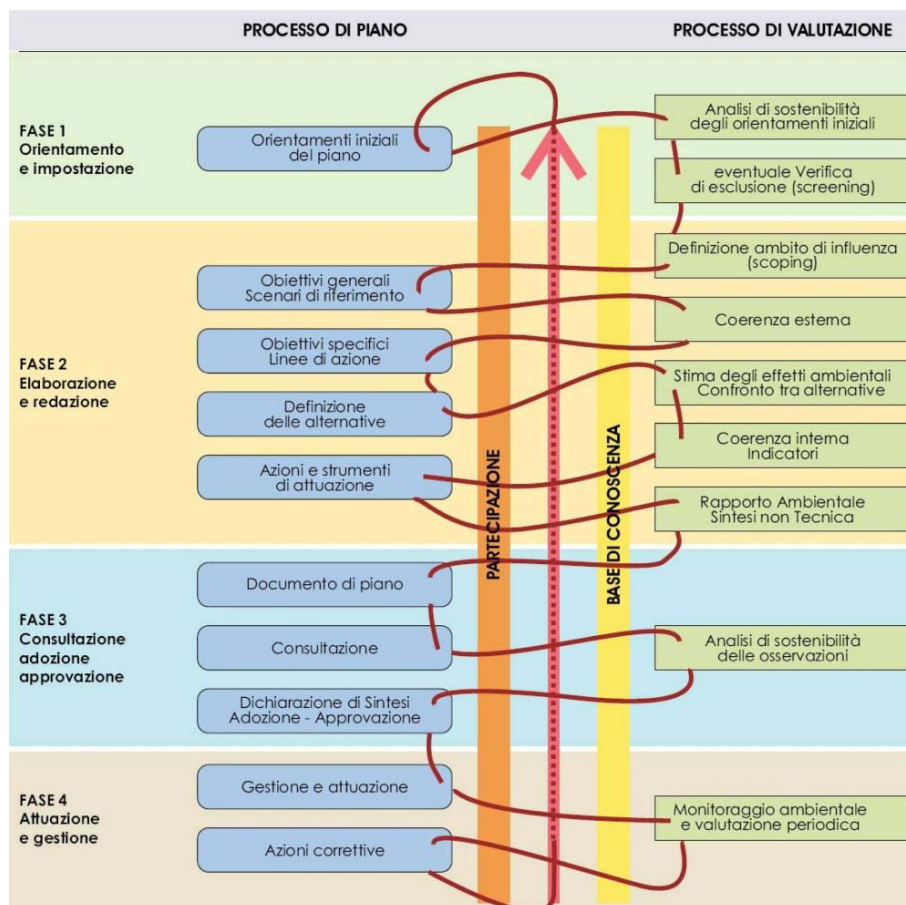 PROCESSO DI PIANO
PROCESSO DI VALUTAZIONE
FASE 1
Orientamento
e impostazione
Orientamenti iniziali
del piano
Analisi di sostenibilità
degli orientamenti iniziali
eventuale Verifica
di esclusione (screening)
FASE 2
Elaborazione
e redazione
Obiettivi generali
Scenari di riferimento
Obiettivi specifici
Linee di azione
Definizione
delle alternative
Azioni e strumenti
di attuazione
Definizione ambito di influenza
(scoping)
Coerenza esterna
Stima degli effetti ambientali
Confronto tra alternative
Coerenza interna
Indicatori
Rapporto Ambientale
Sintesi non Tecnica
PARTECIPAZIONE
BASE DI CONOSCENZA
FASE 3
Consultazione
adozione
approvazione
Documento di piano
Consultazione
Dichiarazione di Sintesi
Adozione - Approvazione
Analisi di sostenibilità
delle osservazioni
FASE 4
Attuazione
e gestione
Gestione e attuazione
Azioni correttive
Monitoraggio ambientale
e valutazione periodica